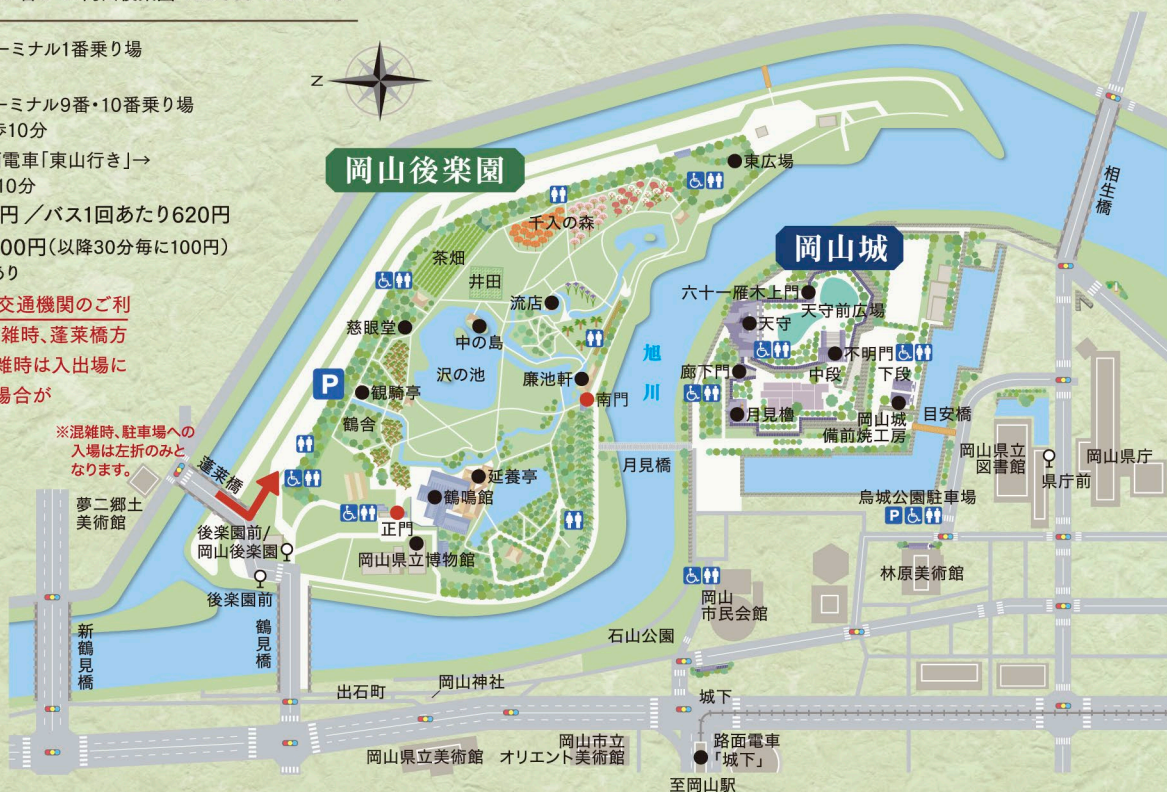 ーミナル1番乗り場
ーミナル9番・10番乗り場
歩10分
面電車「東山行き」→
10分
円／バス1回あたり620円
00円(以降30分毎に100円)
あり
交通機関のご利
雑時、蓬莱橋方
雑時は入出場に
場合が
※混雑時、駐車場への
入場は左折のみと
なります。
N
岡山後楽園
東広場
千入の森
茶畑
井田
流店
慈眼堂
中の島
沢の池
廉池軒
南門
P
観騎亭
鶴舎
延養亭
鶴鳴館
正門
岡山県立博物館
蓬莱橋
夢二郷土
美術館
後楽園前/
岡山後楽園
後楽園前
新鶴見橋
鶴見橋
旭川
月見橋
相生橋
岡山城
六十一雁木上門
天守前広場
天守
不明門
廊下門
中段
下段
月見櫓
岡山城
備前焼工房
目安橋
岡山県立
図書館
県庁前
岡山県庁
烏城公園駐車場
P
林原美術館
岡山
市民会館
石山公園
出石町
岡山神社
城下
岡山県立美術館
岡山市立
オリエント美術館
路面電車
「城下」
至岡山駅